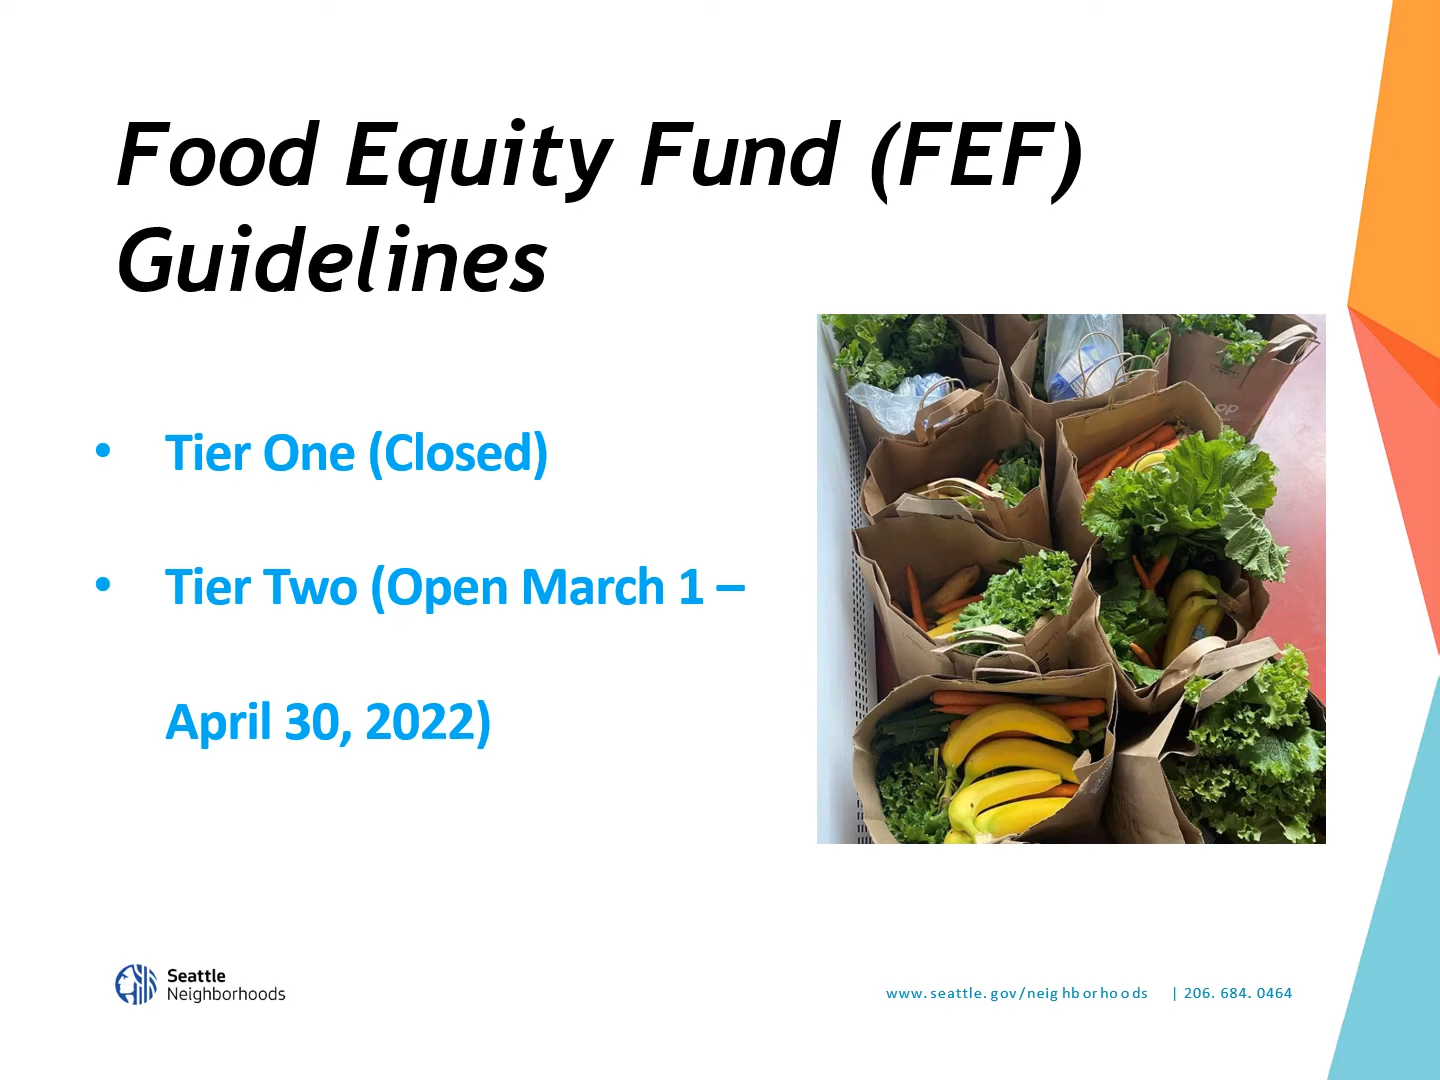 Food Equity Fund (FEF)
Guidelines
• Tier One (Closed)
• Tier Two (Open March 1 –
April 30, 2022)
Seattle
Neighborhoods
www.seattle.gov/neighborhoods | 206. 684. 0464